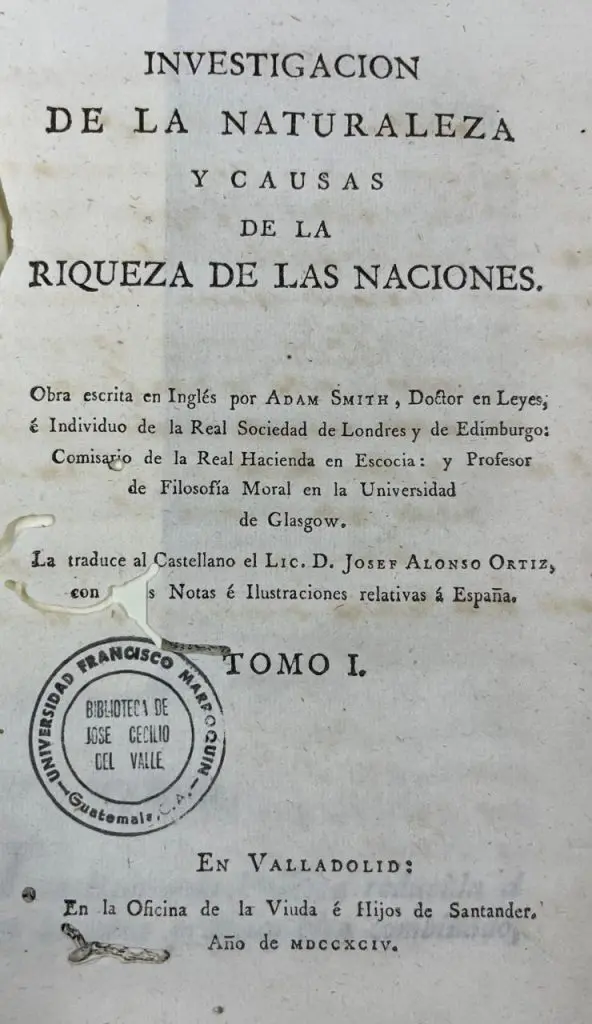 INVESTIGACION
DE LA NATURALEZA
Y CAUSAS
DE LA
RIQUEZA DE LAS NACIONES.
Obra escrita en Inglés por ADAM SMITH, Doctor en Leyes,
é Individuo de la Real Sociedad de Londres y de Edimburgo:
Comisario de la Real Hacienda en Escocia: y Profesor
de Filosofía Moral en la Universidad
de Glasgow.
La traduce al Castellano el LIC. D. JOSEF ALONSO ORTIZ,
con s Notas é Ilustraciones relativas á España.
TOMO I.
UNIVERSIDAD FRANCISCO MARROQUIN
BIBLIOTECA DE
JOSE CECILIO
DEL VALLE
Guatemala, C.A.
EN VALLADOLID:
En la Oficina de la Viuda é Hijos de Santander.
Año de MDCCXCIV.